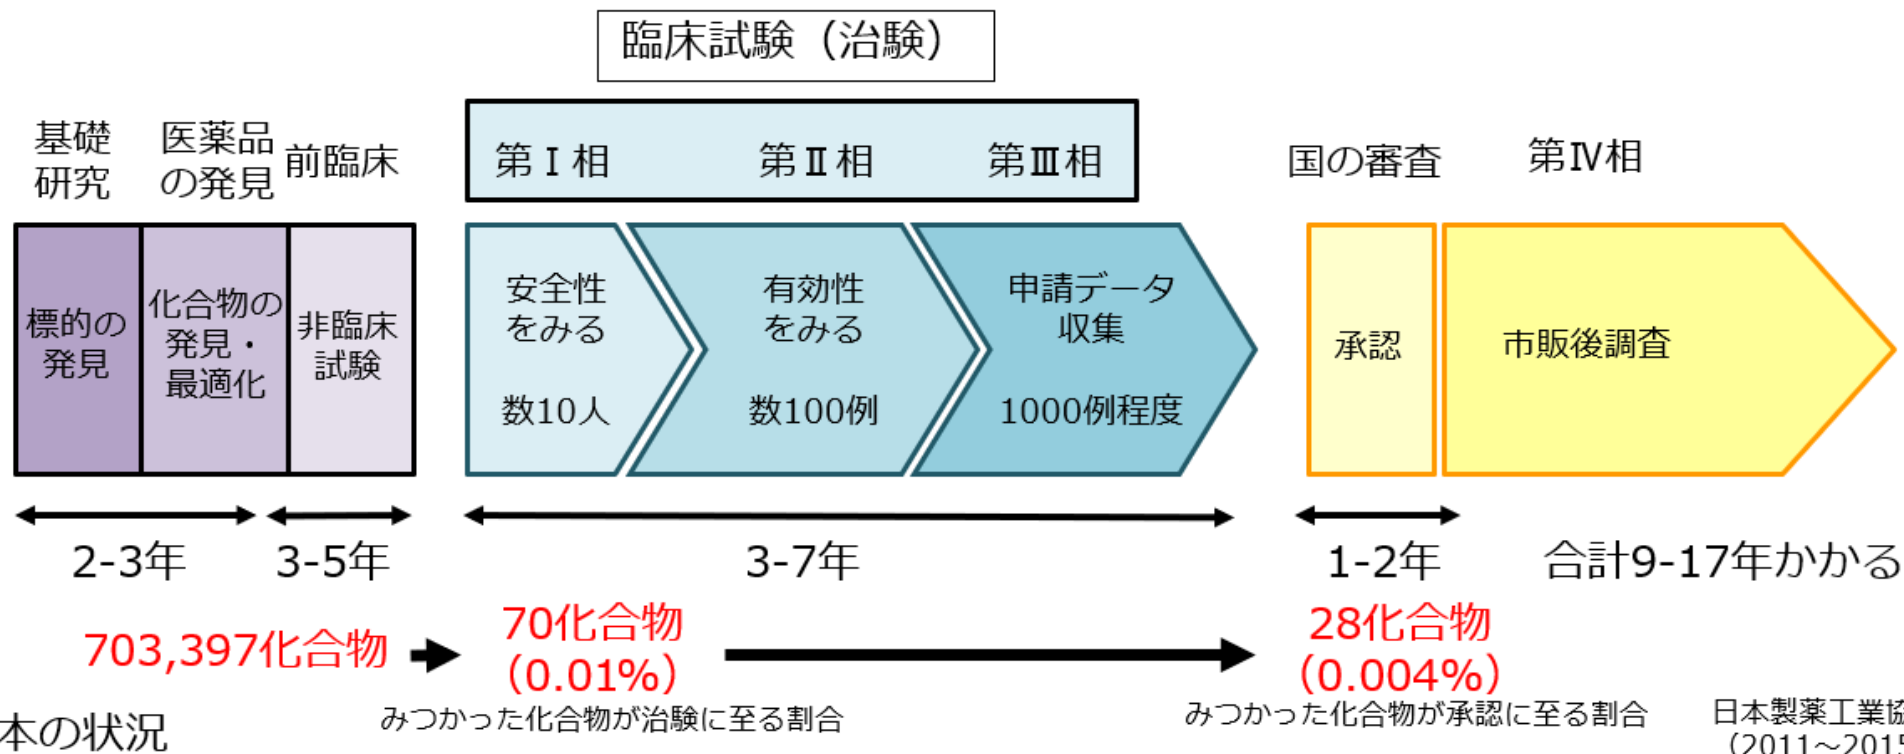 臨床試験（治験）
基礎
研究
医薬品
の発見
前臨床
第Ⅰ相
第Ⅱ相
第Ⅲ相
国の審査
第Ⅳ相
標的の
発見
化合物の
発見・
最適化
非臨床
試験
安全性
をみる
数10人
有効性
をみる
数100例
申請データ
収集
1000例程度
承認
市販後調査
2-3年
3-5年
3-7年
1-2年
合計9-17年かかる
703,397化合物
70化合物
（0.01%）
28化合物
（0.004%）
みつかった化合物が治験に至る割合
みつかった化合物が承認に至る割合
本の状況
日本製薬工業協
（2011～2015